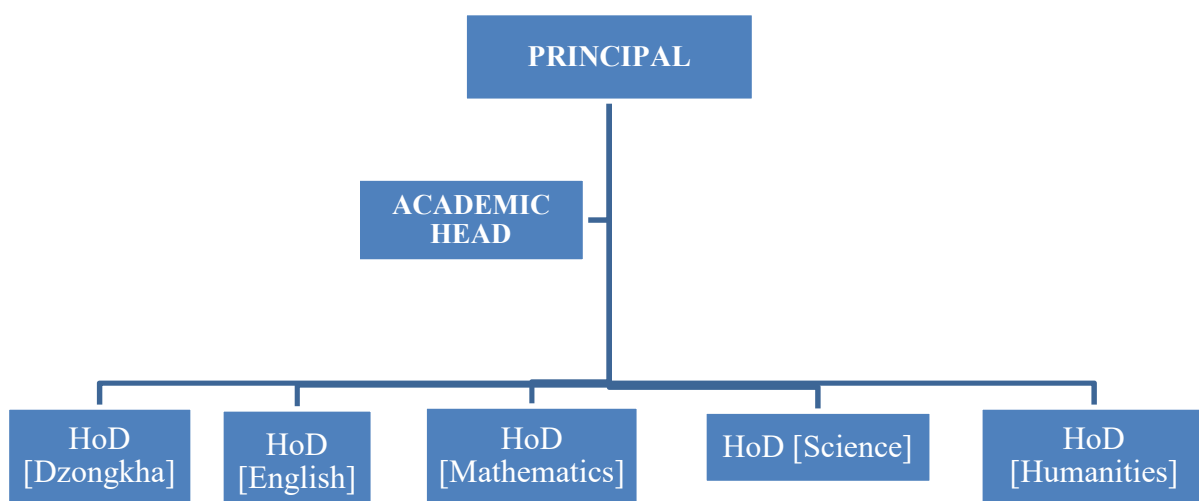 PRINCIPAL
ACADEMIC
HEAD
HoD
[Dzongkha]
HoD
[English]
HoD
[Mathematics]
HoD [Science]
HoD
[Humanities]